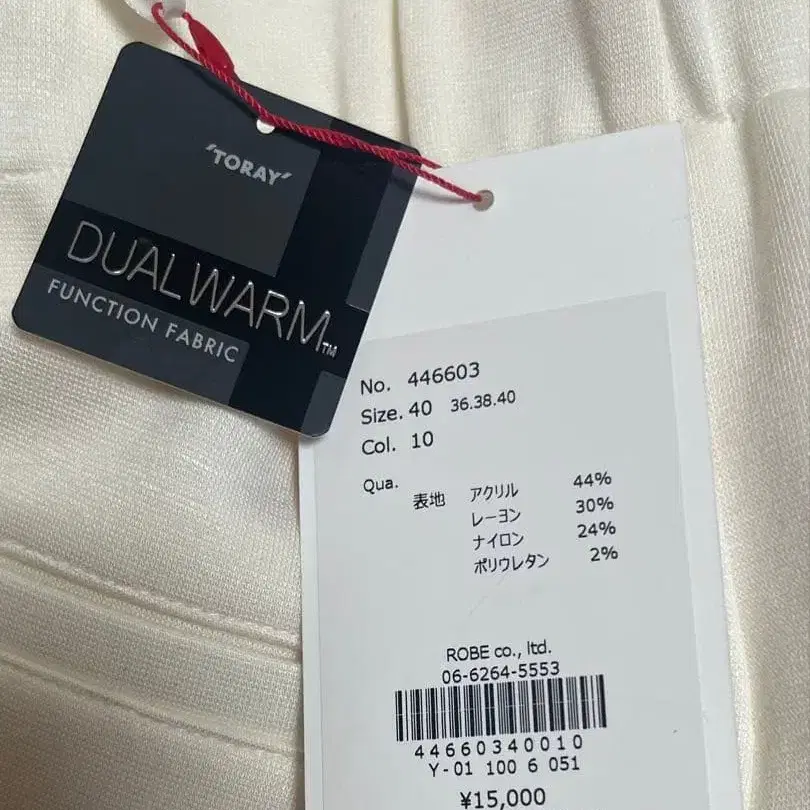 'TORAY'
DUALWARM™
FUNCTION FABRIC
No. 446603
Size. 40 36.38.40
Col. 10
Qua. 表地 アクリル 44%
レーヨン 30%
ナイロン 24%
ポリウレタン 2%
ROBE co., ltd.
06-6264-5553
44660340010
Y-01 100 6 051
¥15,000